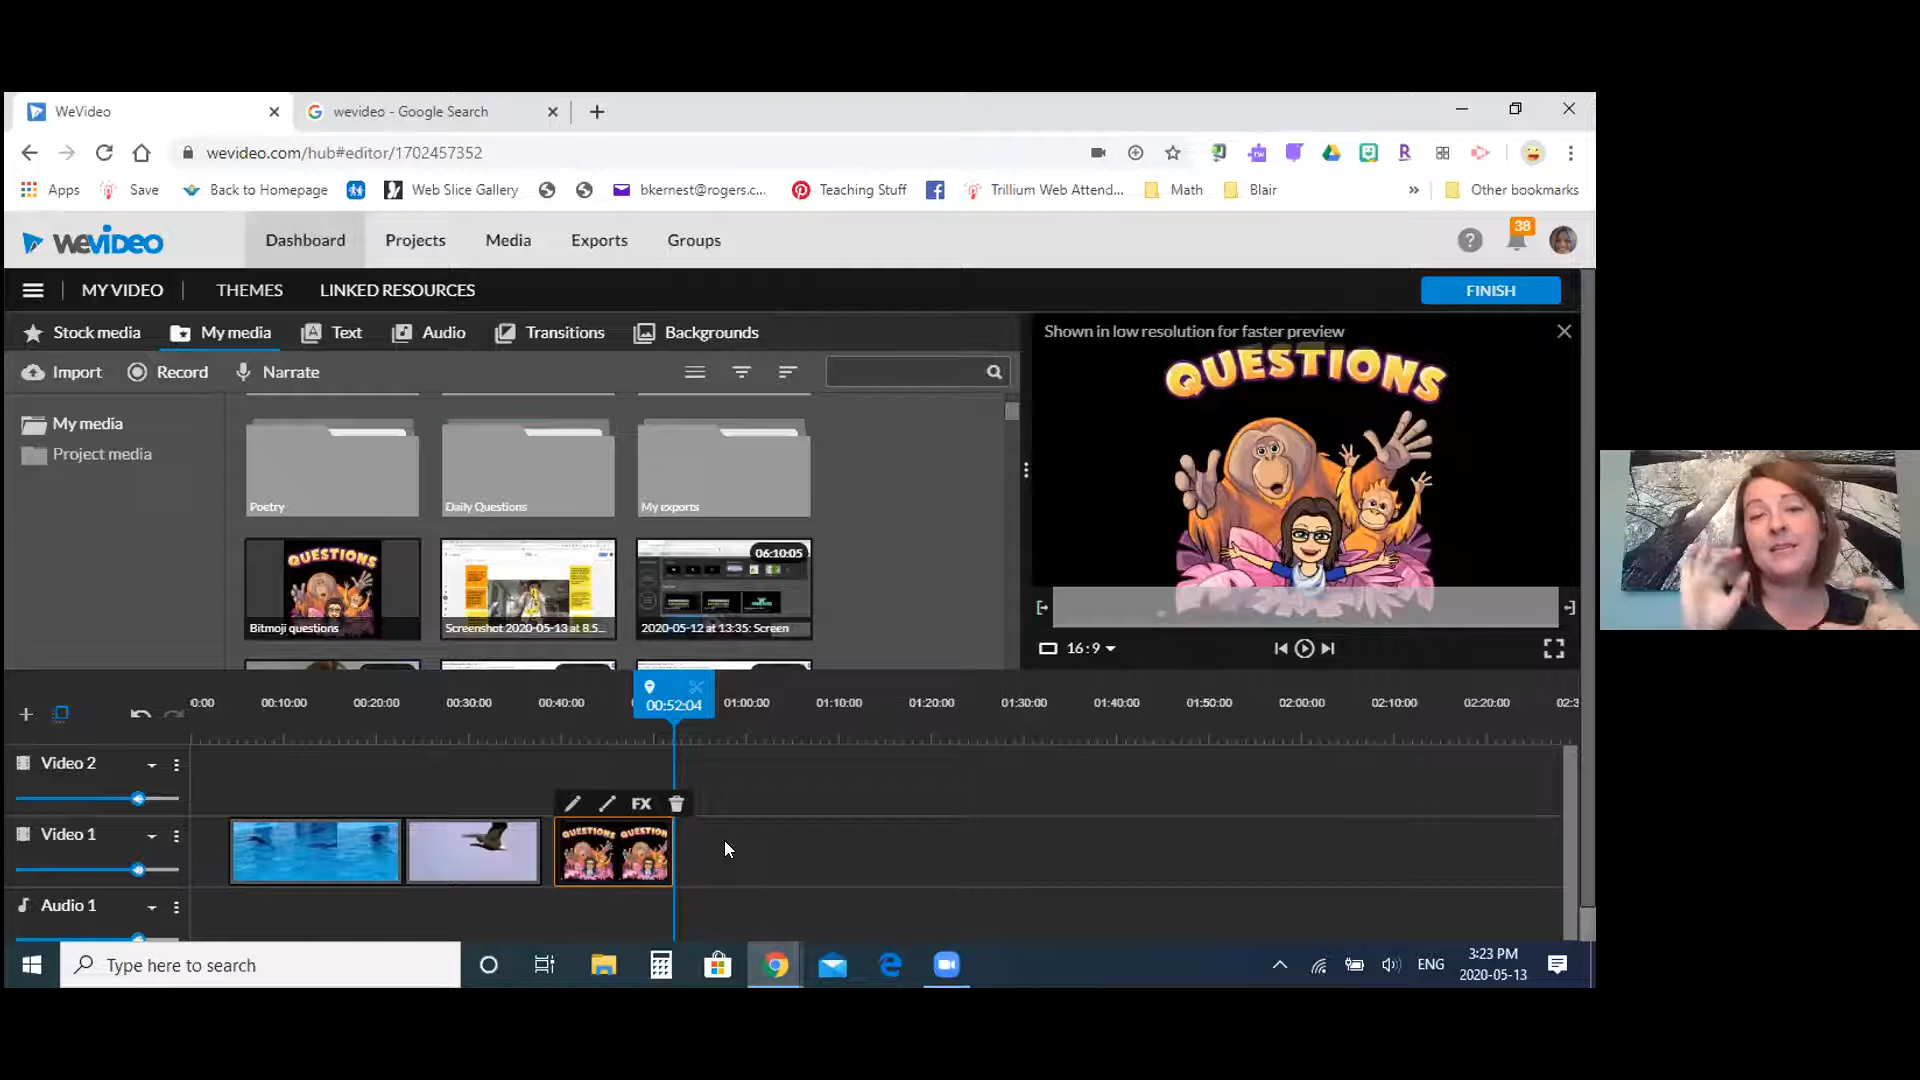 WeVideo
wevideo - Google Search
wevideo.com/hub#editor/1702457352
Apps Save Back to Homepage Web Slice Gallery bkernest@rogers.c... Teaching Stuff Trillium Web Attend... Math Blair » Other bookmarks
WEVIDEO Dashboard Projects Media Exports Groups ? 38
MY VIDEO THEMES LINKED RESOURCES FINISH
Stock media My media Text Audio Transitions Backgrounds
Import Record Narrate
Shown in low resolution for faster preview
QUESTIONS
My media
Project media
Poetry Daily Questions My exports
QUESTIONS
06:10:05
Bitmoji questions Screenshot 2020-05-13 at 8.5... 2020-05-12 at 13:35: Screen
16:9
0:00 00:10:00 00:20:00 00:30:00 00:40:00 00:52:04 01:00:00 01:10:00 01:20:00 01:30:00 01:40:00 01:50:00 02:00:00 02:10:00 02:20:00 02:3
Video 2
FX
Video 1
QUESTIONS QUESTION
Audio 1
Type here to search
ENG
3:23 PM
2020-05-13